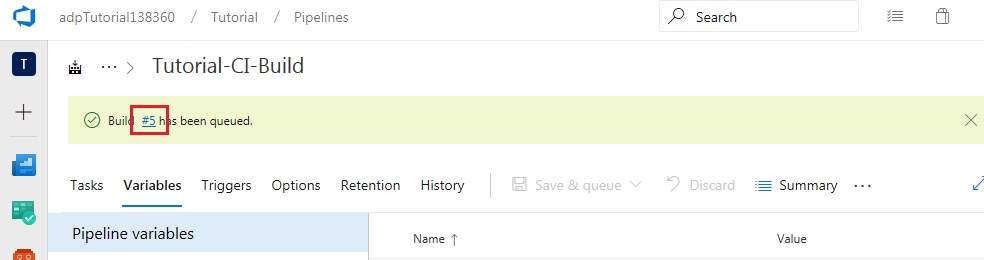 adpTutorial138360 / Tutorial / Pipelines Search
T ... > Tutorial-CI-Build
Build #5 has been queued.
Tasks Variables Triggers Options Retention History Save & queue Discard Summary ...
Pipeline variables Name ↑ Value